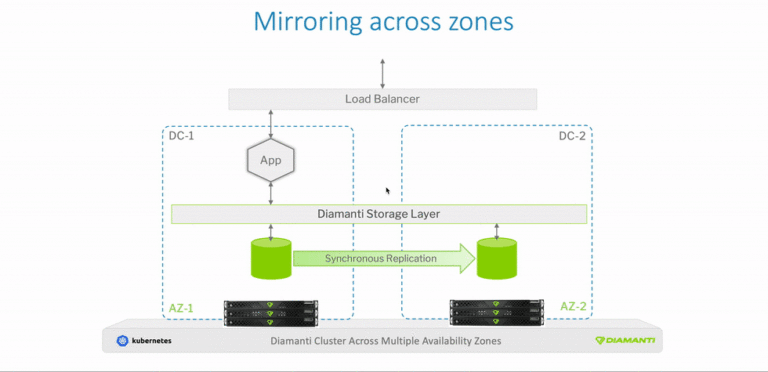 Mirroring across zones
Load Balancer
DC-1
DC-2
App
Diamanti Storage Layer
Synchronous Replication
AZ-1
AZ-2
kubernetes
Diamanti Cluster Across Multiple Availability Zones
DIAMANTI